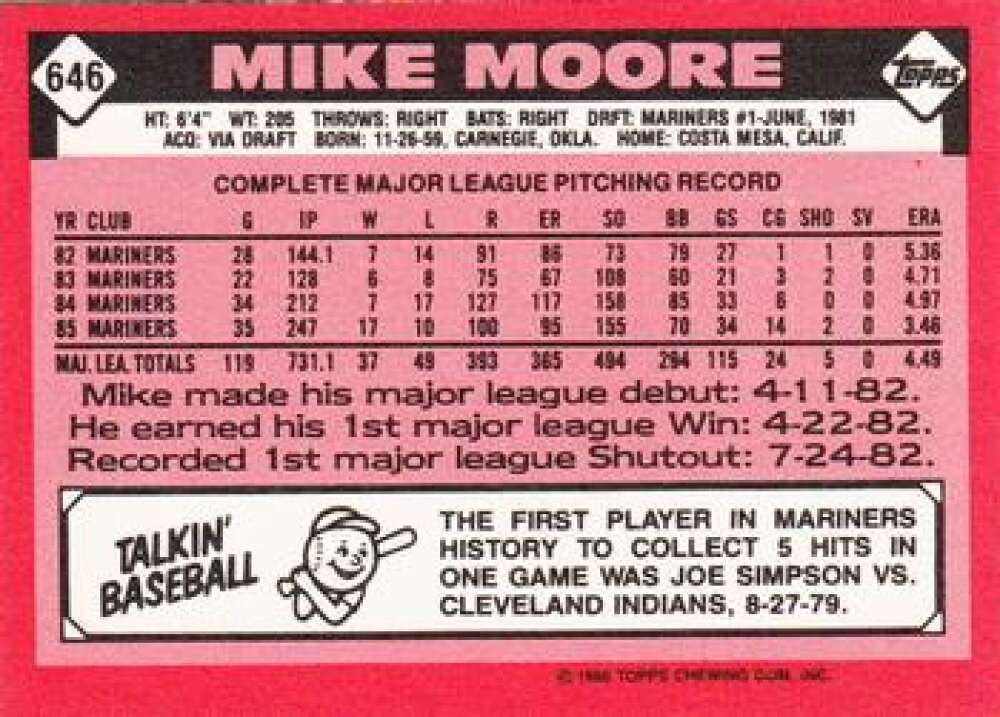 646
MIKE MOORE
Topps
HT: 6'4" WT: 205 THROWS: RIGHT BATS: RIGHT DRFT: MARINERS #1-JUNE, 1981
ACQ: VIA DRAFT BORN: 11-26-59, CARNEGIE, OKLA. HOME: COSTA MESA, CALIF.
COMPLETE MAJOR LEAGUE PITCHING RECORD
YR CLUB G IP W L R ER SO BB GS CG SHO SV ERA
82 MARINERS 28 144.1 7 14 91 86 73 79 27 1 1 0 5.36
83 MARINERS 22 128 6 8 75 67 108 60 21 3 2 0 4.71
84 MARINERS 34 212 7 17 127 117 158 85 33 6 0 0 4.97
85 MARINERS 35 247 17 10 100 95 155 70 34 14 2 0 3.46
MAJ. LEA. TOTALS 119 731.1 37 49 393 365 494 294 115 24 5 0 4.49
Mike made his major league debut: 4-11-82.
He earned his 1st major league Win: 4-22-82.
Recorded 1st major league Shutout: 7-24-82.
TALKIN'
BASEBALL
THE FIRST PLAYER IN MARINERS
HISTORY TO COLLECT 5 HITS IN
ONE GAME WAS JOE SIMPSON VS.
CLEVELAND INDIANS, 8-27-79.
© 1986 TOPPS CHEWING GUM, INC.